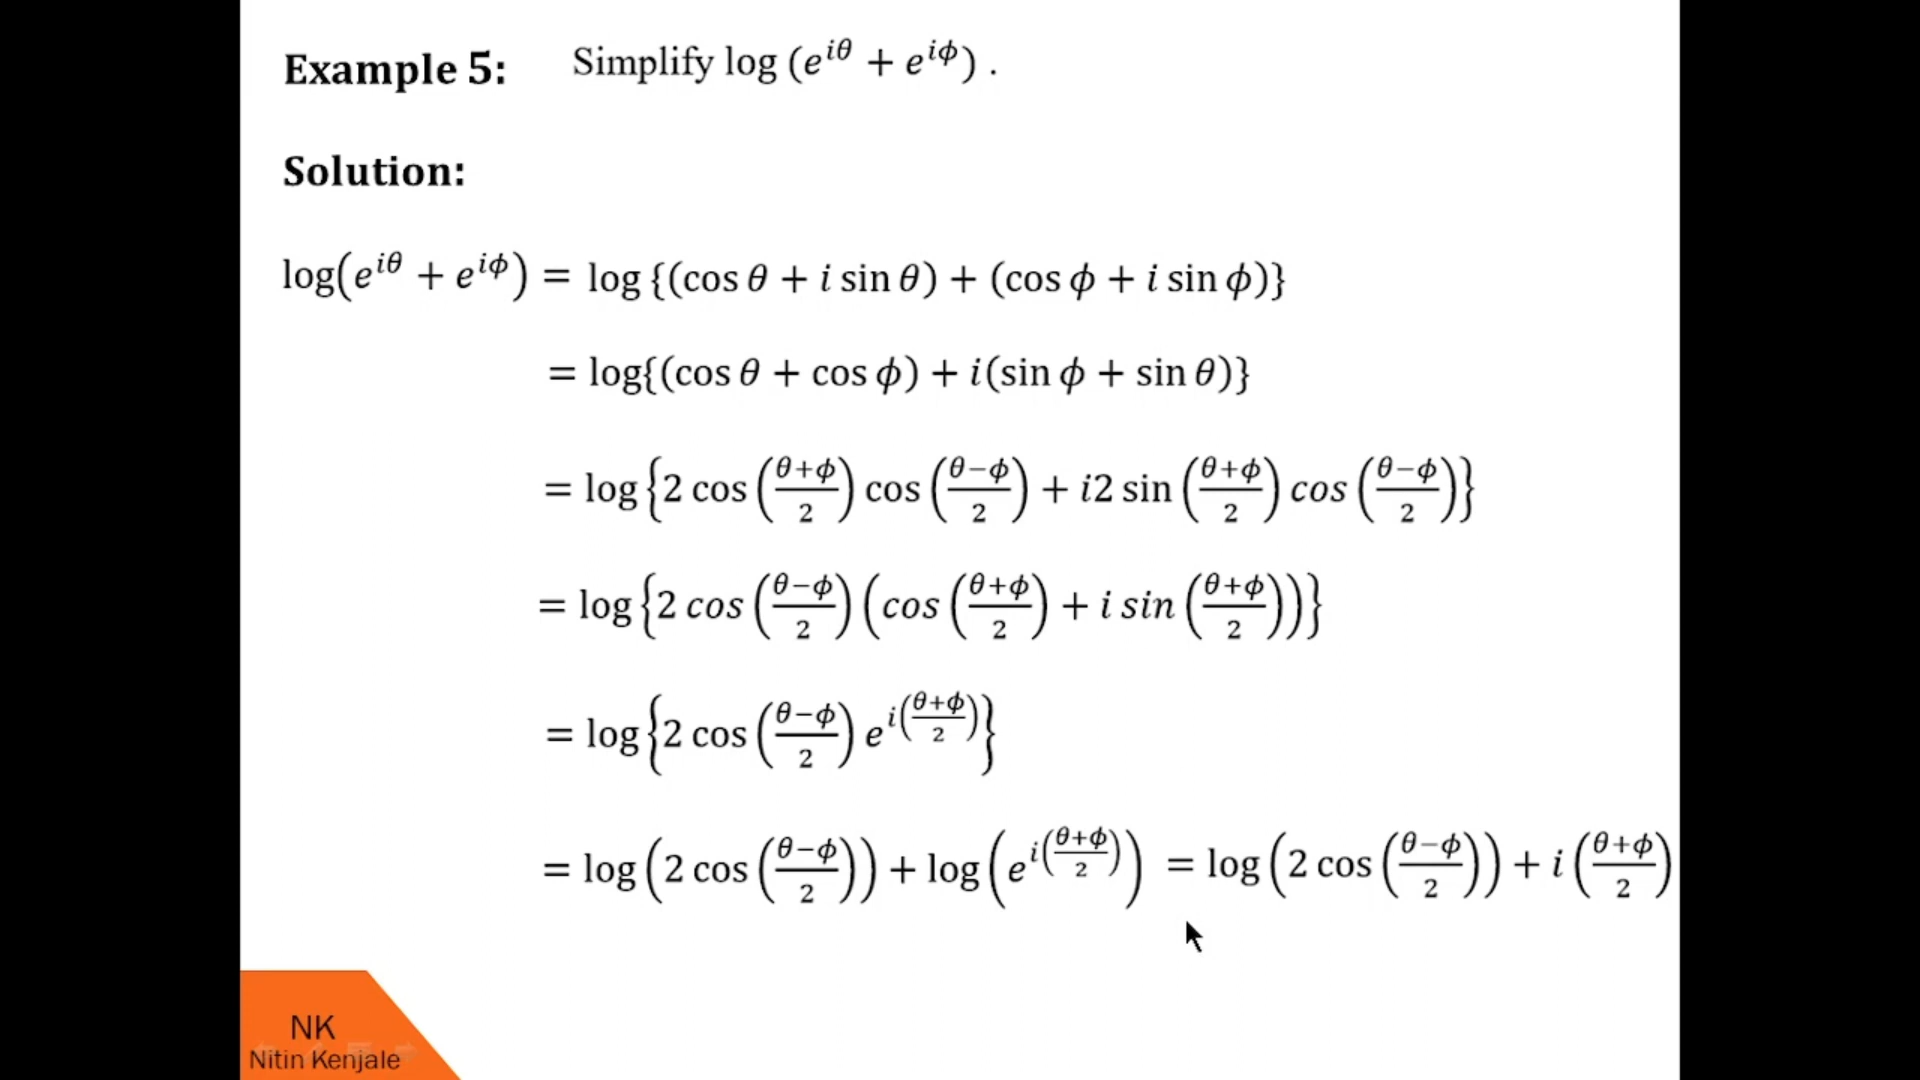 Example 5: Simplify log (e^{iθ} + e^{iϕ}) .
Solution:
log(e^{iθ} + e^{iϕ}) = log {(cos θ + i sin θ) + (cos ϕ + i sin ϕ)}
= log{(cos θ + cos ϕ) + i(sin ϕ + sin θ)}
= log {2 cos ((θ+ϕ)/2) cos ((θ−ϕ)/2) + i2 sin ((θ+ϕ)/2) cos ((θ−ϕ)/2)}
= log {2 cos ((θ−ϕ)/2) (cos ((θ+ϕ)/2) + i sin ((θ+ϕ)/2))}
= log {2 cos ((θ−ϕ)/2) e^{i((θ+ϕ)/2)}}
= log (2 cos ((θ−ϕ)/2)) + log (e^{i((θ+ϕ)/2)}) = log (2 cos ((θ−ϕ)/2)) + i ((θ+ϕ)/2)
NK
Nitin Kenjale